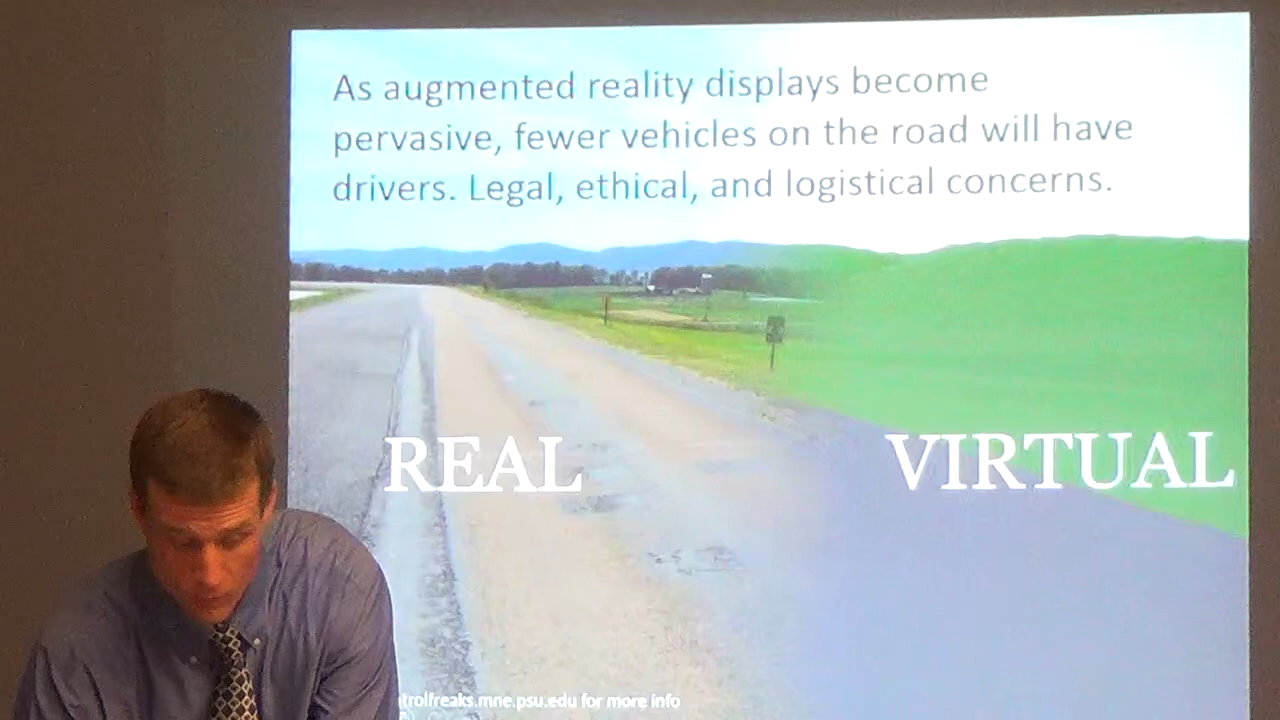 As augmented reality displays become
pervasive, fewer vehicles on the road will have
drivers. Legal, ethical, and logistical concerns.
REAL VIRTUAL
trolfreaks.mne.psu.edu for more info